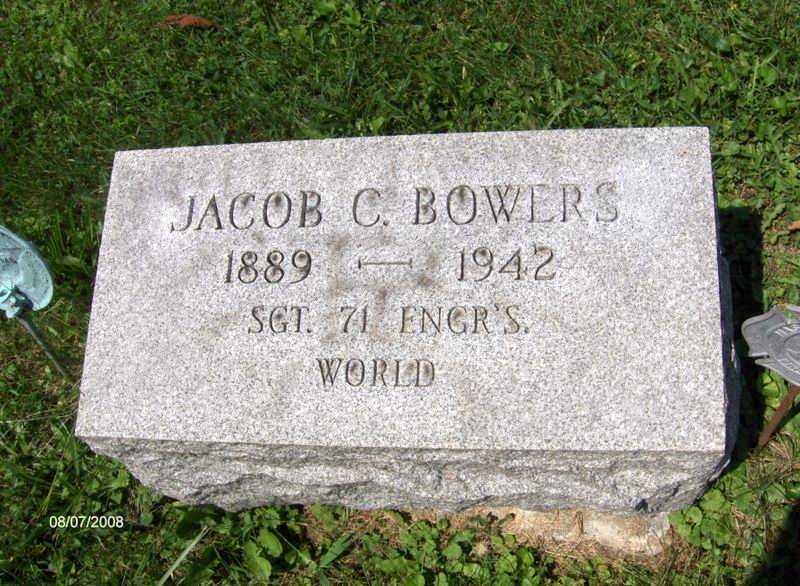 JACOB C. BOWERS
1889 — 1942
SGT. 71 ENGR'S.
WORLD
08/07/2008